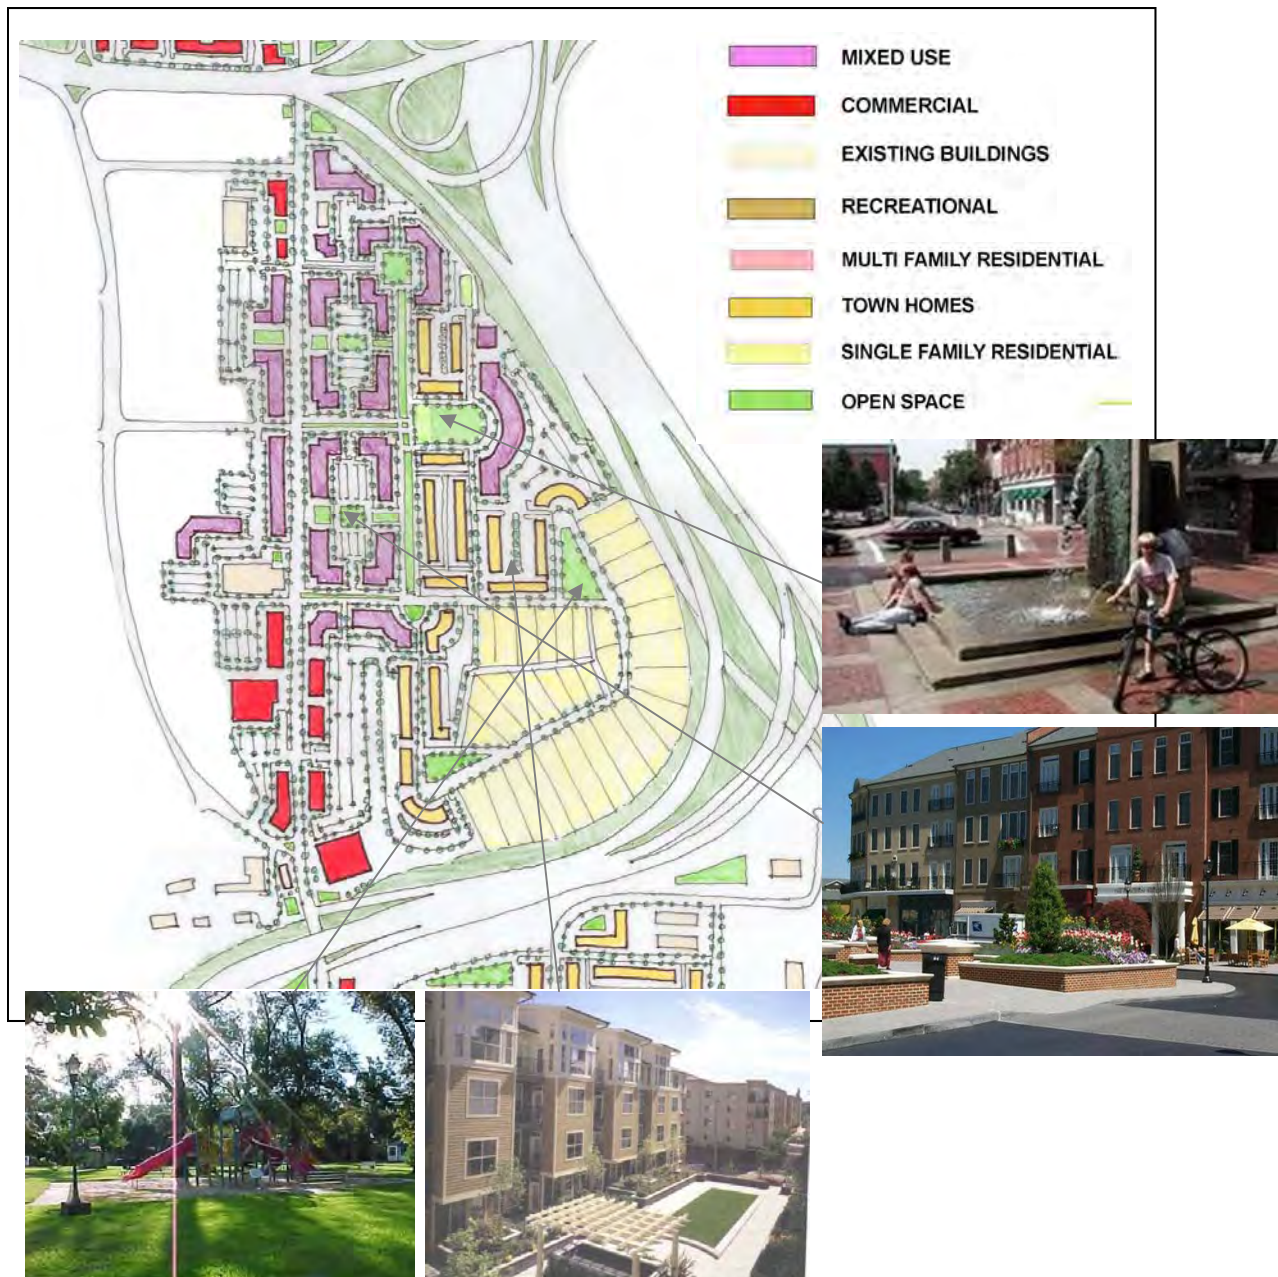 MIXED USE
COMMERCIAL
EXISTING BUILDINGS
RECREATIONAL
MULTI FAMILY RESIDENTIAL
TOWN HOMES
SINGLE FAMILY RESIDENTIAL
OPEN SPACE